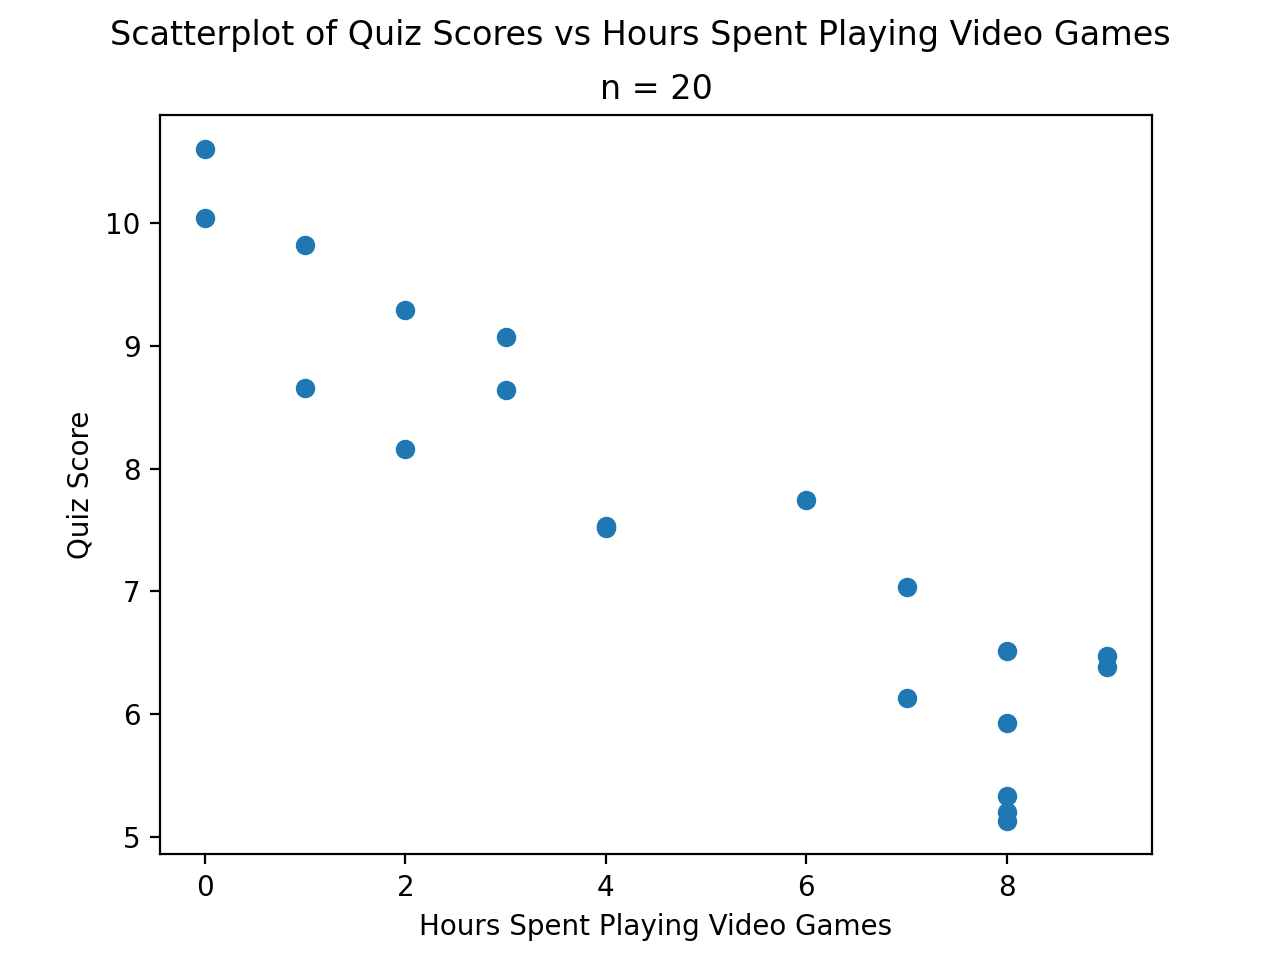 Scatterplot of Quiz Scores vs Hours Spent Playing Video Games
n = 20
10
9
8
7
6
5
Quiz Score
0 2 4 6 8
Hours Spent Playing Video Games